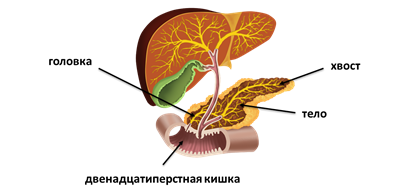 головка
хвост
тело
двенадцатиперстная кишка